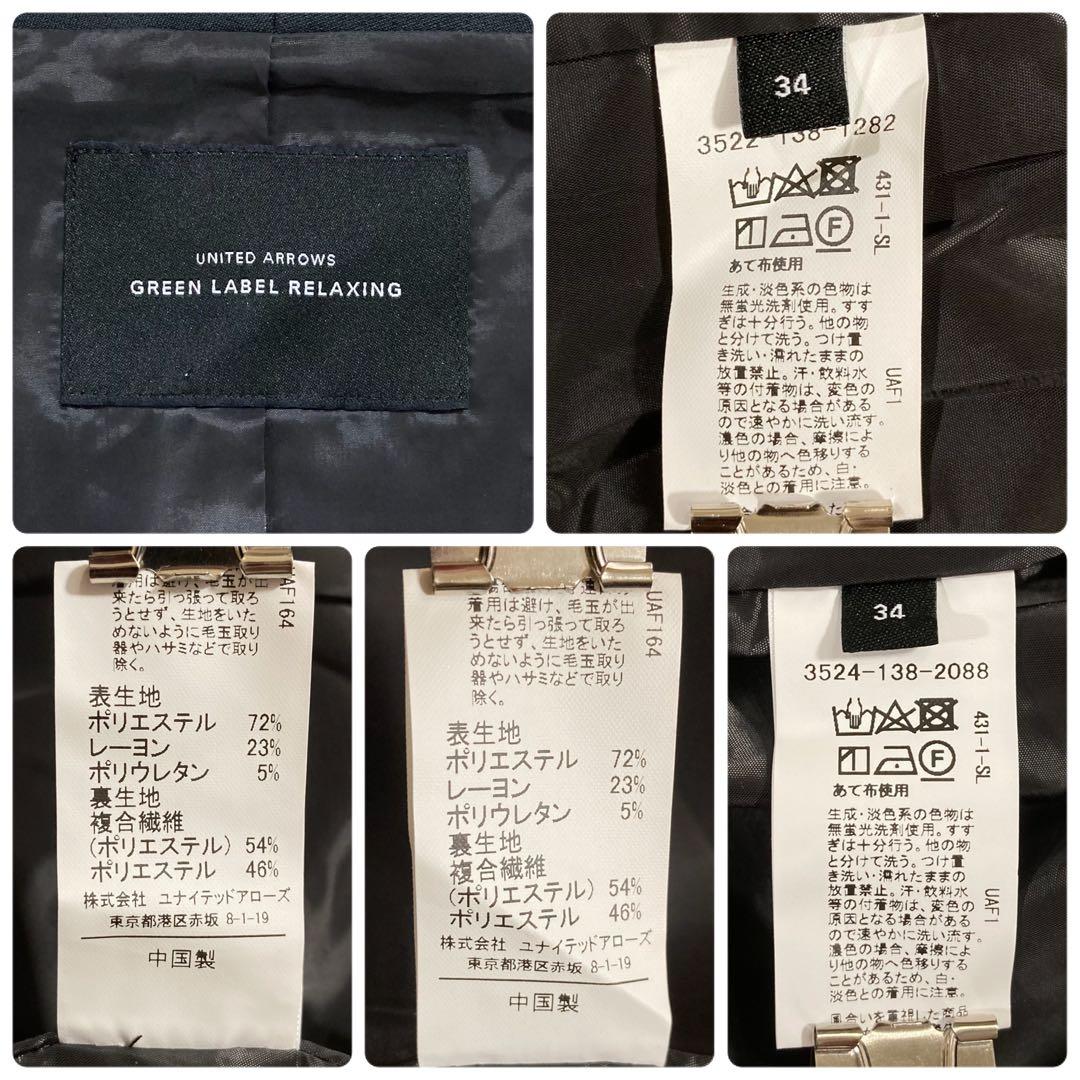 UNITED ARROWS
GREEN LABEL RELAXING
34
3522-138-1282
F
あて布使用
431-1-SL
生成・淡色系の色物は
無蛍光洗剤使用。すす
ぎは十分行う。他の物
と分けて洗う。つけ置
き洗い・濡れたままの
放置禁止。汗・飲料水
等の付着物は、変色の
原因となる場合がある
ので速やかに洗い流す。
濃色の場合、摩擦によ
り他の物へ色移りする
ことがあるため、白・
淡色との着用に注意。
UAF1
着用は避け、毛玉が出
来たら引っ張って取ろ
うとせず、生地をいた
めないように毛玉取り
器やハサミなどで取り
除く。
UAF164
表生地
ポリエステル 72%
レーヨン 23%
ポリウレタン 5%
裏生地
複合繊維
(ポリエステル) 54%
ポリエステル 46%
株式会社 ユナイテッドアローズ
東京都港区赤坂 8-1-19
中国製
着用は避け、毛玉が出
来たら引っ張って取ろ
うとせず、生地をいた
めないように毛玉取り
器やハサミなどで取り
除く。
UAF164
表生地
ポリエステル 72%
レーヨン 23%
ポリウレタン 5%
裏生地
複合繊維
(ポリエステル) 54%
ポリエステル 46%
株式会社 ユナイテッドアローズ
東京都港区赤坂 8-1-19
中国製
34
3524-138-2088
F
あて布使用
431-1-SL
生成・淡色系の色物は
無蛍光洗剤使用。すす
ぎは十分行う。他の物
と分けて洗う。つけ置
き洗い・濡れたままの
放置禁止。汗・飲料水
等の付着物は、変色の
原因となる場合がある
ので速やかに洗い流す。
濃色の場合、摩擦によ
り他の物へ色移りする
ことがあるため、白・
淡色との着用に注意。
風合いを重視した商品
UAF1